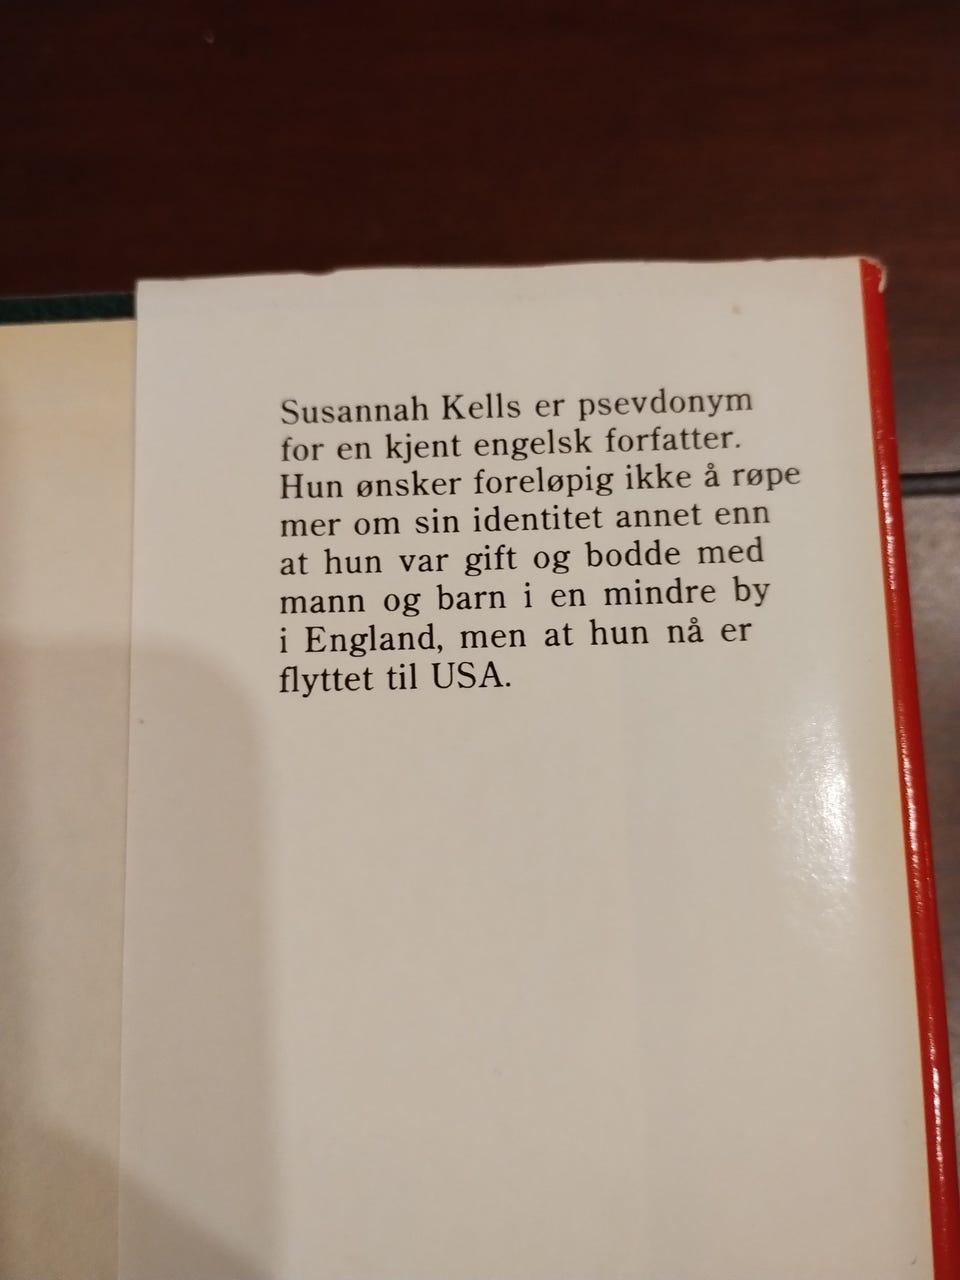 Susannah Kells er psevdonym
for en kjent engelsk forfatter.
Hun ønsker foreløpig ikke å røpe
mer om sin identitet annet enn
at hun var gift og bodde med
mann og barn i en mindre by
i England, men at hun nå er
flyttet til USA.